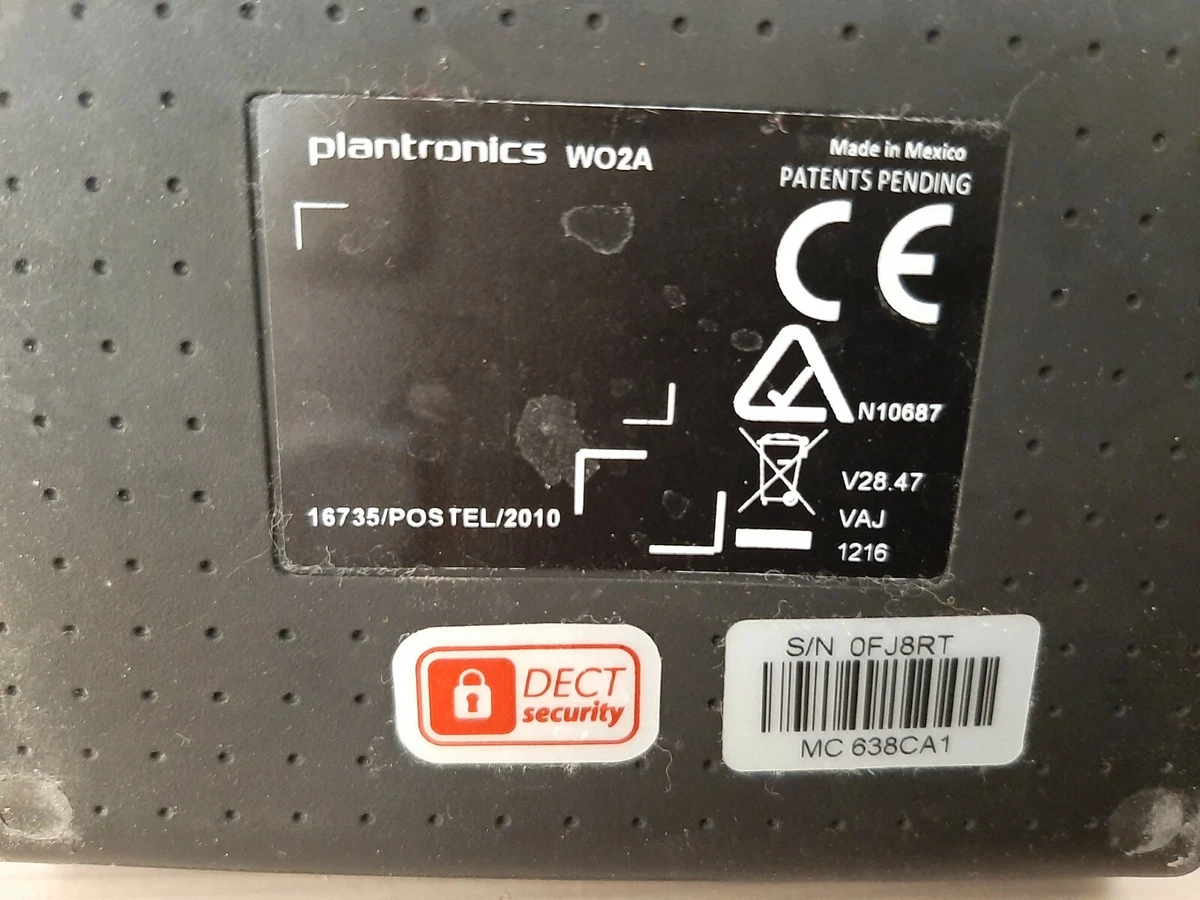 plantronics WO2A
Made in Mexico
PATENTS PENDING
CE
N10687
V28.47
VAJ
1216
16735/POSTEL/2010
DECT
security
S/N 0FJ8RT
MC 638CA1